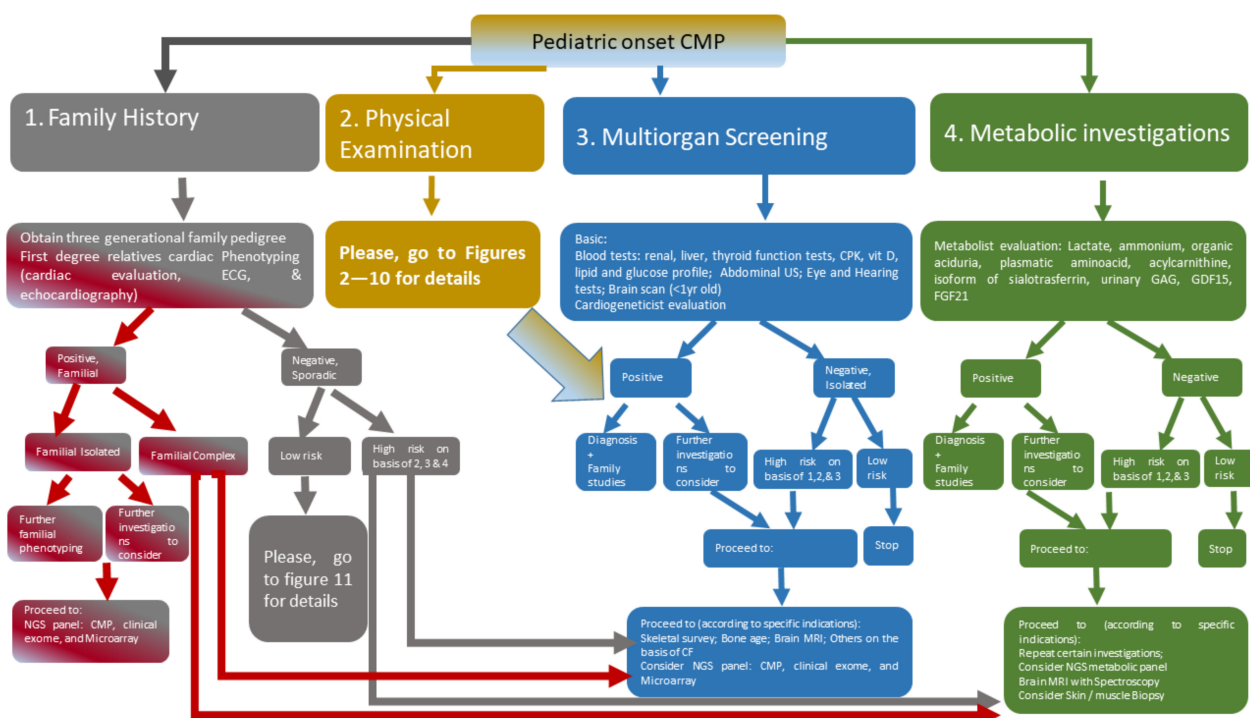 Pediatric onset CMP
1. Family History
2. Physical
Examination
3. Multiorgan Screening
4. Metabolic investigations
Obtain three generational family pedigree
First degree relatives cardiac Phenotyping
(cardiac evaluation, ECG, &
echocardiography)
Please, go to Figures
2—10 for details
Basic:
Blood tests: renal, liver, thyroid function tests, CPK, vit D,
lipid and glucose profile; Abdominal US; Eye and Hearing
tests; Brain scan (<1yr old)
Cardiogeneticist evaluation
Metabolist evaluation: Lactate, ammonium, organic
aciduria, plasmatic aminoacid, acylcarnithine,
isoform of sialotrasferrin, urinary GAG, GDF15,
FGF21
Positive,
Familial
Negative,
Sporadic
Positive
Negative,
Isolated
Positive
Negative
Familial Isolated
Familial Complex
Low risk
High risk on
basis of 2, 3 & 4
Diagnosis
+
Family
studies
Further
investigatio
ns to
consider
High risk on
basis of 1,2,& 3
Low
risk
Diagnosis
+
Family
studies
Further
investigatio
ns to
consider
High risk on
basis of 1,2,& 3
Low
risk
Further
familial
phenotyping
Further
investigatio
ns to
consider
Please, go
to figure 11
for details
Proceed to:
Stop
Proceed to:
Stop
Proceed to:
NGS panel: CMP, clinical
exome, and Microarray
Proceed to (according to specific indications):
Skeletal survey; Bone age; Brain MRI; Others on the
basis of CF
Consider NGS panel: CMP, clinical exome, and
Microarray
Proceed to (according to specific
indications):
Repeat certain investigations;
Consider NGS metabolic panel
Brain MRI with Spectroscopy
Consider Skin / muscle Biopsy